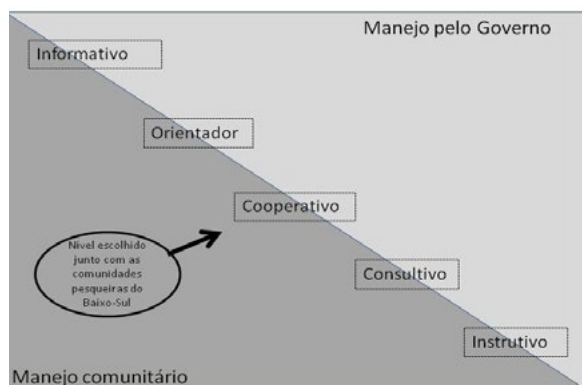 Manejo pelo Governo
Informativo
Orientador
Cooperativo
Nivel escolhido
junto com as
comunidades
pesqueiras do
Baixo-Sul
Consultivo
Instrutivo
Manejo comunitário